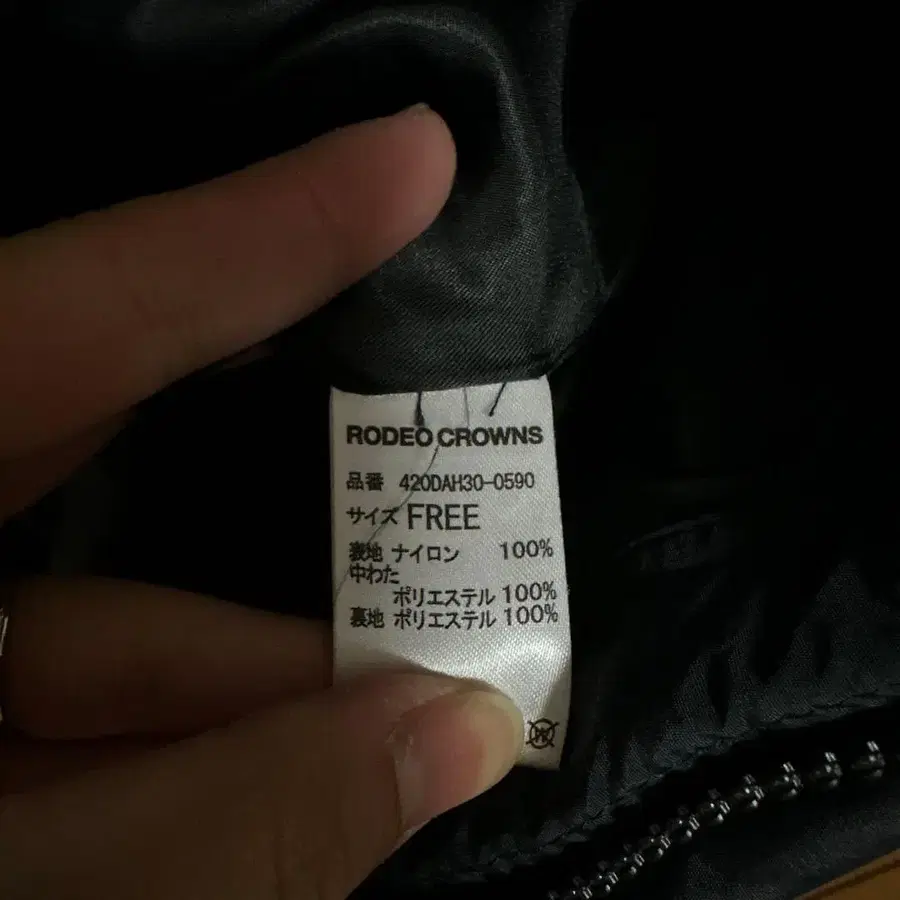 RODEO CROWNS
品番 420DAH30-0590
サイズ FREE
表地 ナイロン 100%
中わた
ポリエステル 100%
裏地 ポリエステル 100%